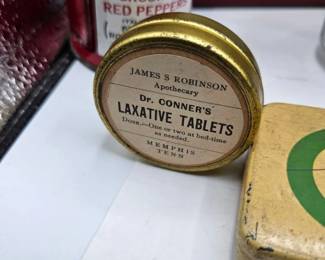 RED PEPPERS
JAMES S ROBINSON
Apothecary
Dr. CONNER'S
LAXATIVE TABLETS
Dose,—One or two at bed-time
as needed.
MEMPHIS
TENN